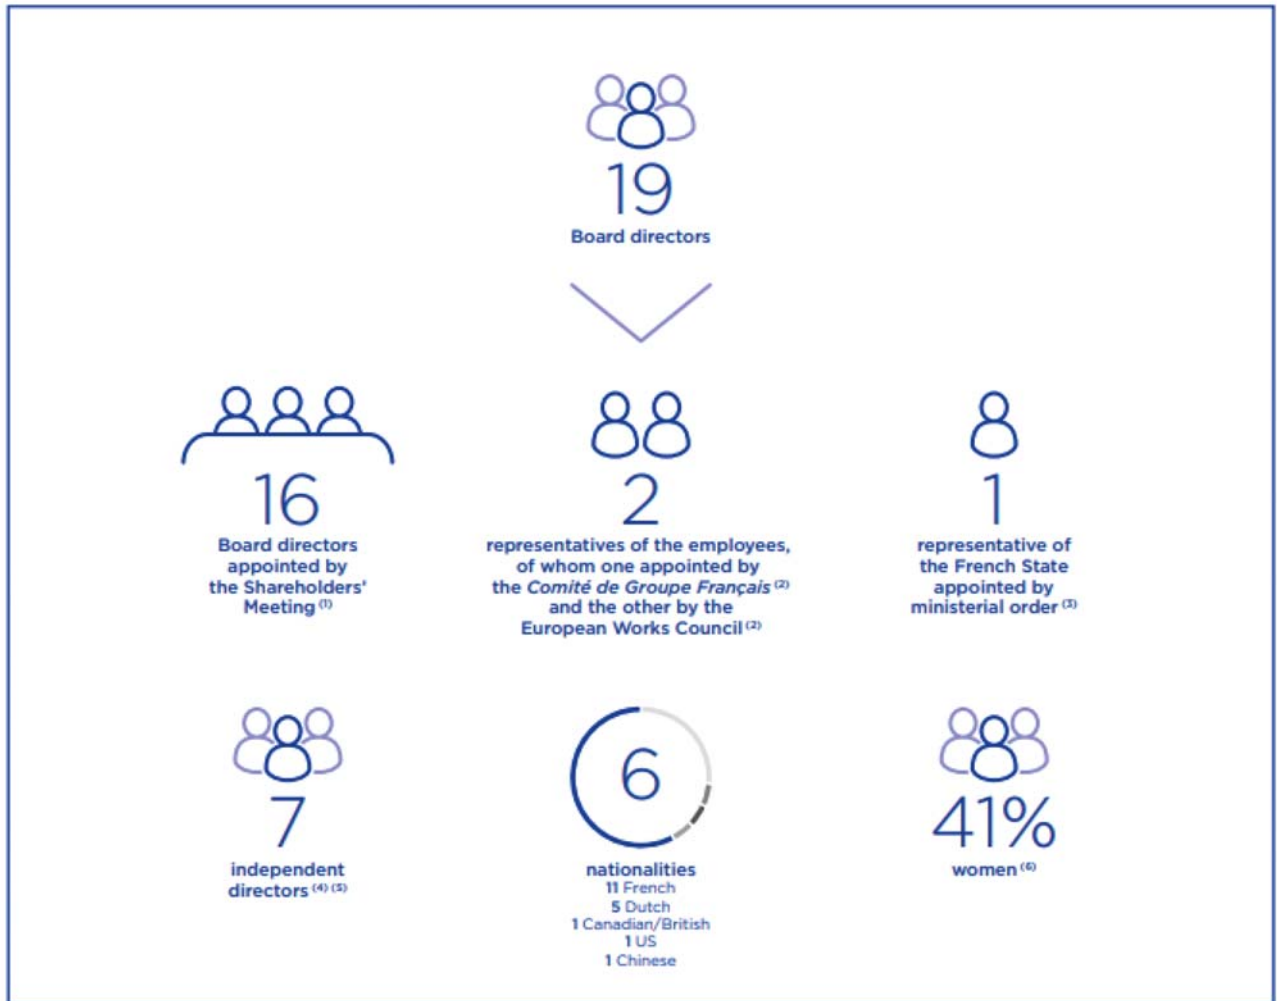 19
Board directors
16
Board directors
appointed by
the Shareholders'
Meeting (1)
2
representatives of the employees,
of whom one appointed by
the Comité de Groupe Français (2)
and the other by the
European Works Council (2)
1
representative of
the French State
appointed by
ministerial order (3)
7
independent
directors (4) (5)
6
nationalities
11 French
5 Dutch
1 Canadian/British
1 US
1 Chinese
41%
women (6)